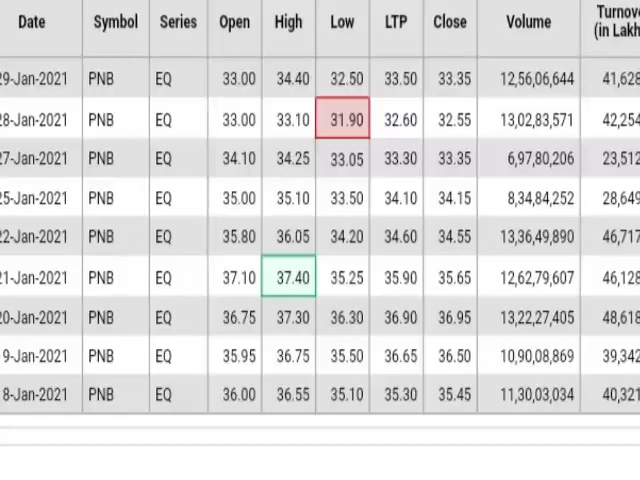 Date Symbol Series Open High Low LTP Close Volume Turnove
(in Lakh
29-Jan-2021 PNB EQ 33.00 34.40 32.50 33.50 33.35 12,56,06,644 41,628
28-Jan-2021 PNB EQ 33.00 33.10 31.90 32.60 32.55 13,02,83,571 42,254
27-Jan-2021 PNB EQ 34.10 34.25 33.05 33.30 33.35 6,97,80,206 23,512
25-Jan-2021 PNB EQ 35.00 35.10 33.50 34.10 34.15 8,34,84,252 28,649
22-Jan-2021 PNB EQ 35.80 36.05 34.20 34.60 34.55 13,36,49,890 46,717
21-Jan-2021 PNB EQ 37.10 37.40 35.25 35.90 35.65 12,62,79,607 46,128
20-Jan-2021 PNB EQ 36.75 37.30 36.30 36.90 36.95 13,22,27,405 48,618
9-Jan-2021 PNB EQ 35.95 36.75 35.50 36.65 36.50 10,90,08,869 39,342
8-Jan-2021 PNB EQ 36.00 36.55 35.10 35.30 35.45 11,30,03,034 40,321